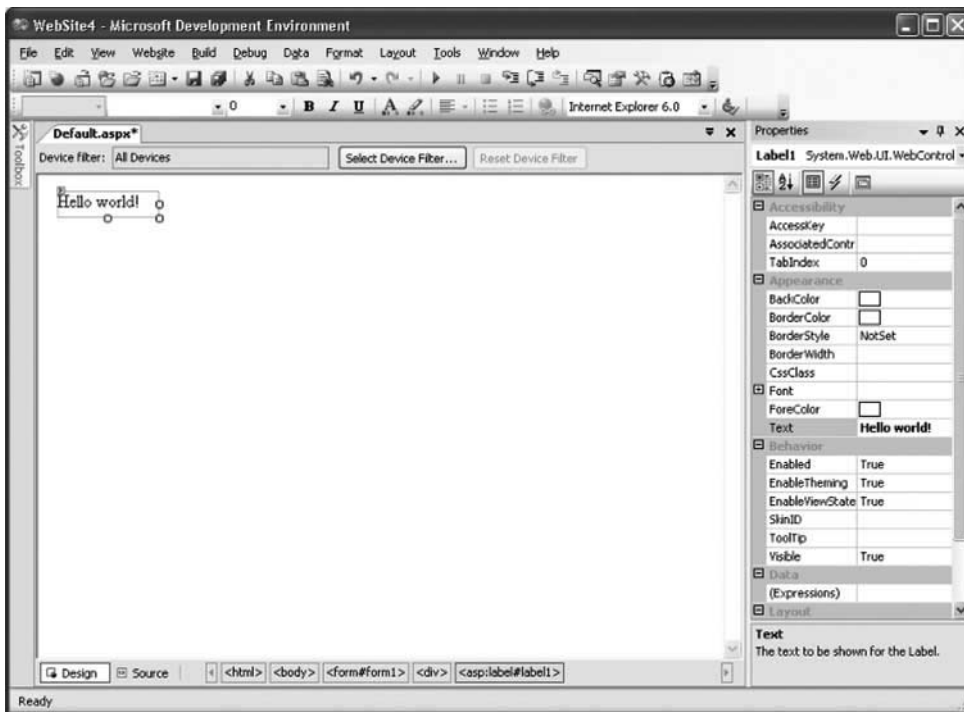 WebSite4 - Microsoft Development Environment
File Edit View Website Build Debug Data Format Layout Tools Window Help
0 B I U A Internet Explorer 6.0
Toolbox
Default.aspx*
Device filter: All Devices Select Device Filter... Reset Device Filter
Hello world!
Properties
Label1 System.Web.UI.WebControl
Accessibility
AccessKey
AssociatedContr
TabIndex 0
Appearance
BackColor
BorderColor
BorderStyle NotSet
BorderWidth
CssClass
Font
ForeColor
Text Hello world!
Behavior
Enabled True
EnableTheming True
EnableViewState True
SkinID
ToolTip
Visible True
Data
(Expressions)
Layout
Text
The text to be shown for the Label.
Design Source <html> <body> <form#form1> <div> <asp:label#label1>
Ready